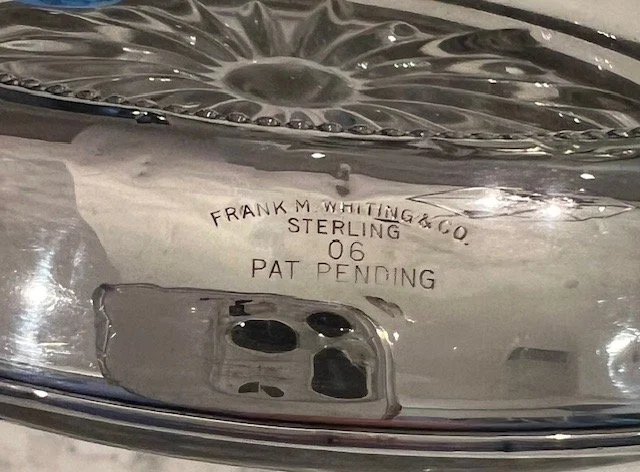 FRANK M. WHITING & CO.
STERLING
06
PAT PENDING